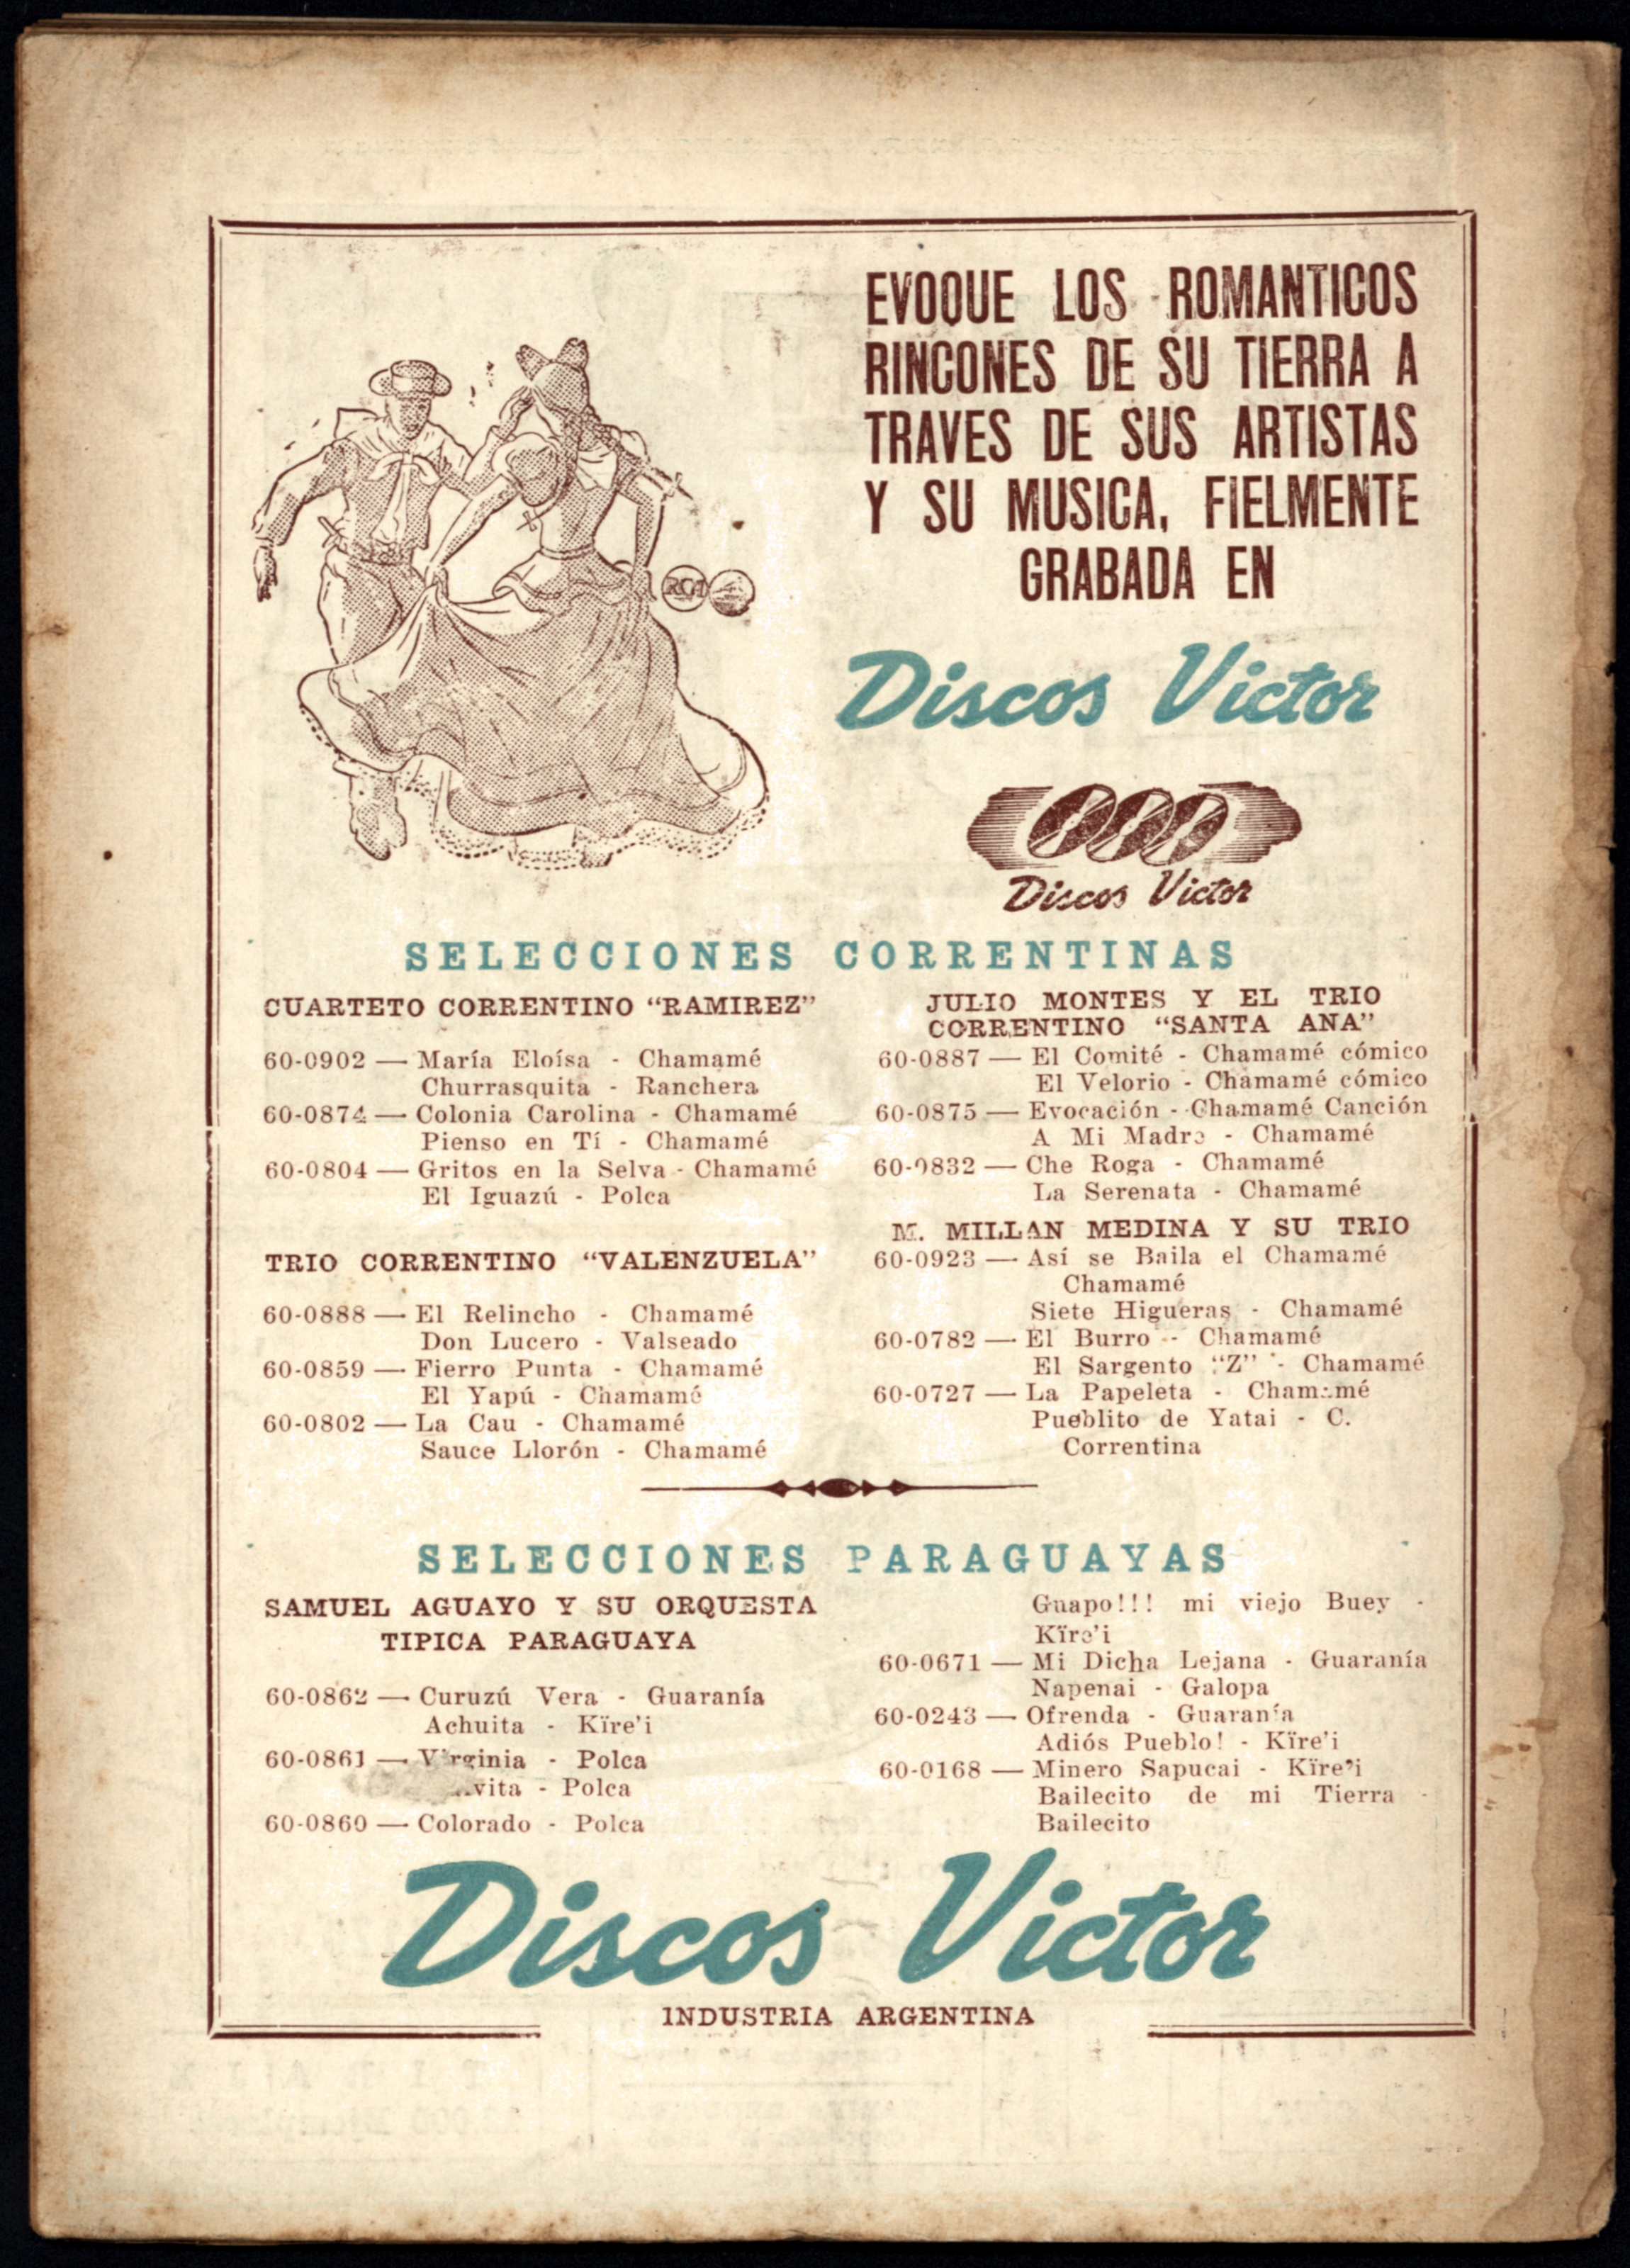 EVOQUE LOS ROMANTICOS
RINCONES DE SU TIERRA A
TRAVES DE SUS ARTISTAS
Y SU MUSICA, FIELMENTE
GRABADA EN
RCA
Discos Victor
Discos Victor
SELECCIONES CORRENTINAS
CUARTETO CORRENTINO “RAMIREZ”
60-0902 — María Eloísa - Chamamé
Churrasquita - Ranchera
60-0874 — Colonia Carolina - Chamamé
Pienso en Tí - Chamamé
60-0804 — Gritos en la Selva - Chamamé
El Iguazú - Polca
TRIO CORRENTINO “VALENZUELA”
60-0888 — El Relincho - Chamamé
Don Lucero - Valseado
60-0859 — Fierro Punta - Chamamé
El Yapú - Chamamé
60-0802 — La Cau - Chamamé
Sauce Llorón - Chamamé
JULIO MONTES Y EL TRIO
CORRENTINO “SANTA ANA”
60-0887 — El Comité - Chamamé cómico
El Velorio - Chamamé cómico
60-0875 — Evocación - Chamamé Canción
A Mi Madre - Chamamé
60-0832 — Che Roga - Chamamé
La Serenata - Chamamé
M. MILLAN MEDINA Y SU TRIO
60-0923 — Así se Baila el Chamamé
Chamamé
Siete Higueras - Chamamé
60-0782 — El Burro - Chamamé
El Sargento “Z” - Chamamé
60-0727 — La Papeleta - Chamamé
Pueblito de Yatai - C.
Correntina
SELECCIONES PARAGUAYAS
SAMUEL AGUAYO Y SU ORQUESTA
TIPICA PARAGUAYA
60-0862 — Curuzú Vera - Guaranía
Achuita - Kïre’i
60-0861 — Virginia - Polca
- Polca
60-0860 — Colorado - Polca
Guapo!!! mi viejo Buey -
Kïre’i
60-0671 — Mi Dicha Lejana - Guaranía
Napenai - Galopa
60-0243 — Ofrenda - Guaranía
Adiós Pueblo! - Kïre’i
60-0168 — Minero Sapucai - Kïre’i
Bailecito de mi Tierra -
Bailecito
Discos Victor
INDUSTRIA ARGENTINA